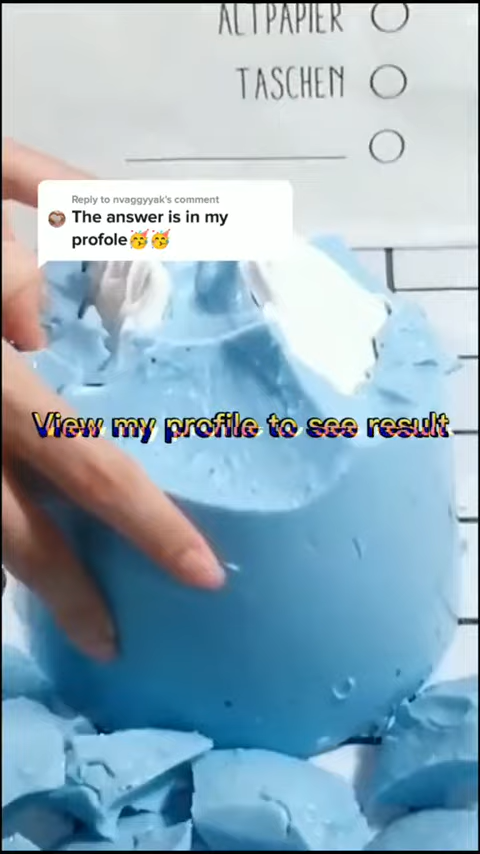 ALTPAPIER
TASCHEN
Reply to nvaggyyak's comment
The answer is in my
profole🥳🥳
View my profile to see result